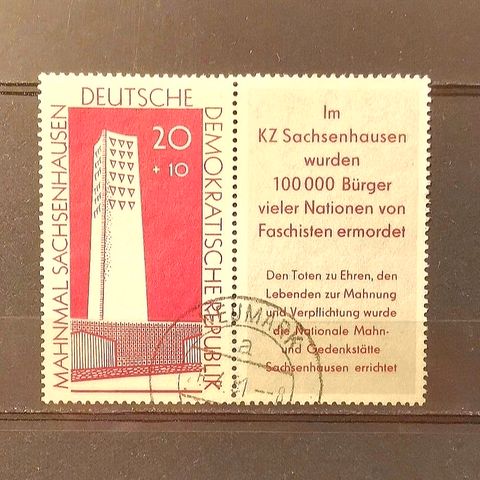 MAHNMAL SACHSENHAUSEN
DEUTSCHE
DEMOKRATISCHE REPUBLIK
20
+ 10
Im
KZ Sachsenhausen
wurden
100 000 Bürger
vieler Nationen von
Faschisten ermordet
Den Toten zu Ehren, den
Lebenden zur Mahnung
und Verpflichtung wurde
die Nationale Mahn-
und Gedenkstätte
Sachsenhausen errichtet
a